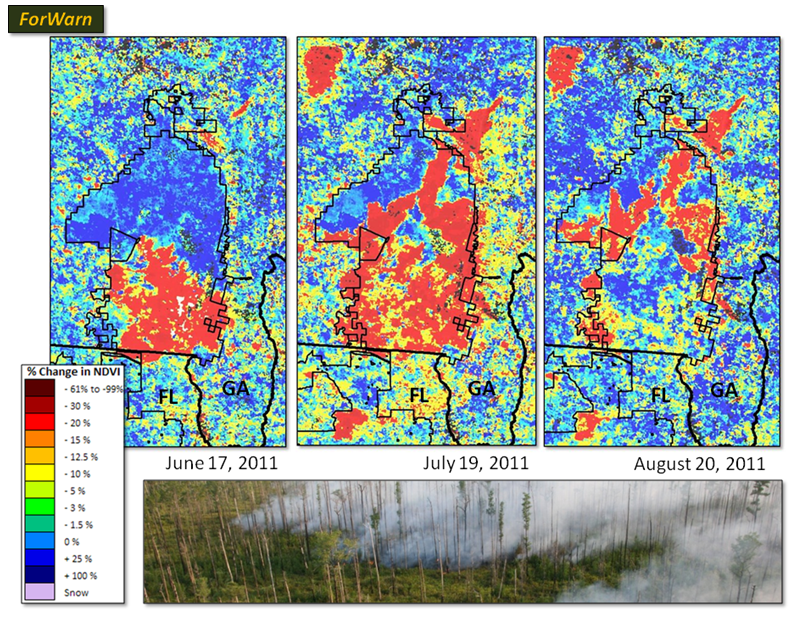 ForWarn
FL
GA
FL
GA
FL
GA
% Change in NDVI
- 61% to -99%
- 30 %
- 20 %
- 15 %
- 12.5 %
- 10 %
- 5 %
- 3 %
- 1.5 %
0 %
+ 25 %
+ 100 %
Snow
June 17, 2011
July 19, 2011
August 20, 2011